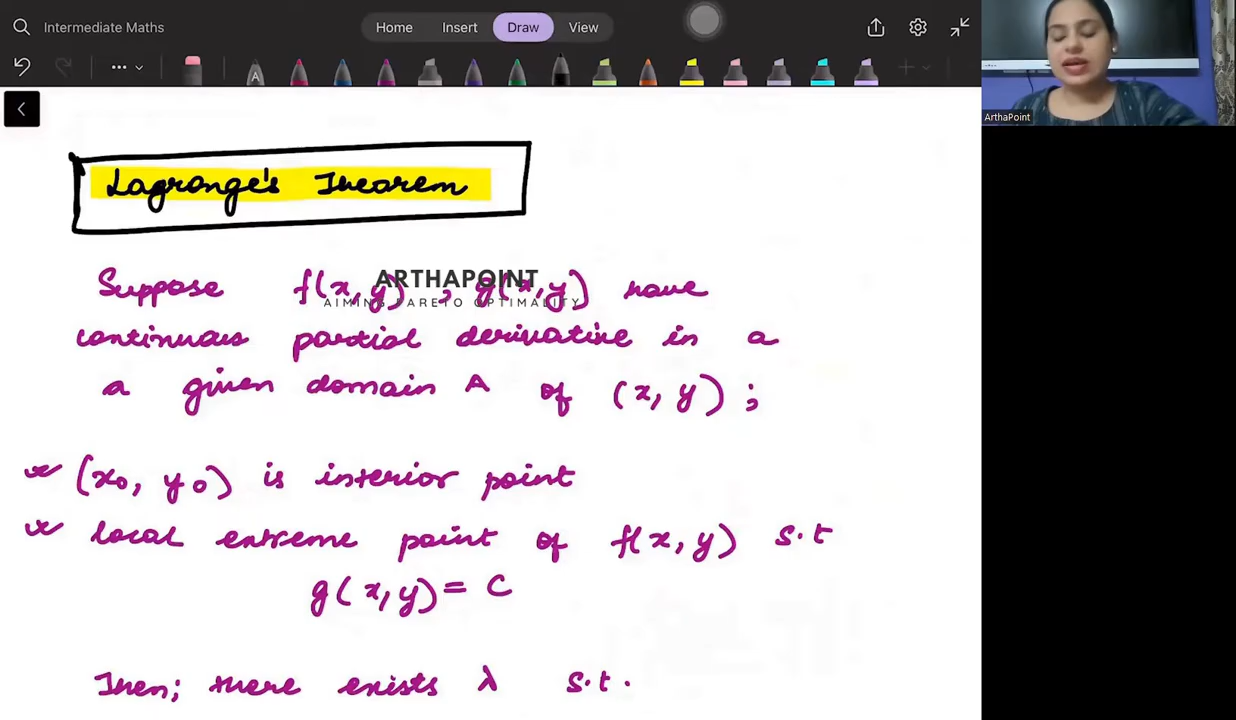 Intermediate Maths
Home Insert Draw View
A
ArthaPoint
Lagrange's Theorem
ARTHAPOINT
AIMING PARETO OPTIMALITY
Suppose f(x,y), g(x,y) have
continuous partial derivative in a
a given domain A of (x, y) ;
* (x₀, y₀) is interior point
* local extreme point of f(x, y) s.t
g(x,y) = C
Then; there exists λ s.t.